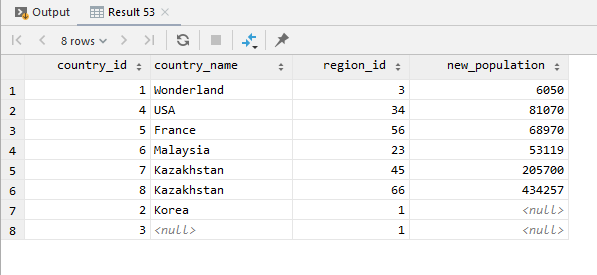 Output Result 53
8 rows
country_id country_name region_id new_population
1 1 Wonderland 3 6050
2 4 USA 34 81070
3 5 France 56 68970
4 6 Malaysia 23 53119
5 7 Kazakhstan 45 205700
6 8 Kazakhstan 66 434257
7 2 Korea 1 <null>
8 3 <null> 1 <null>